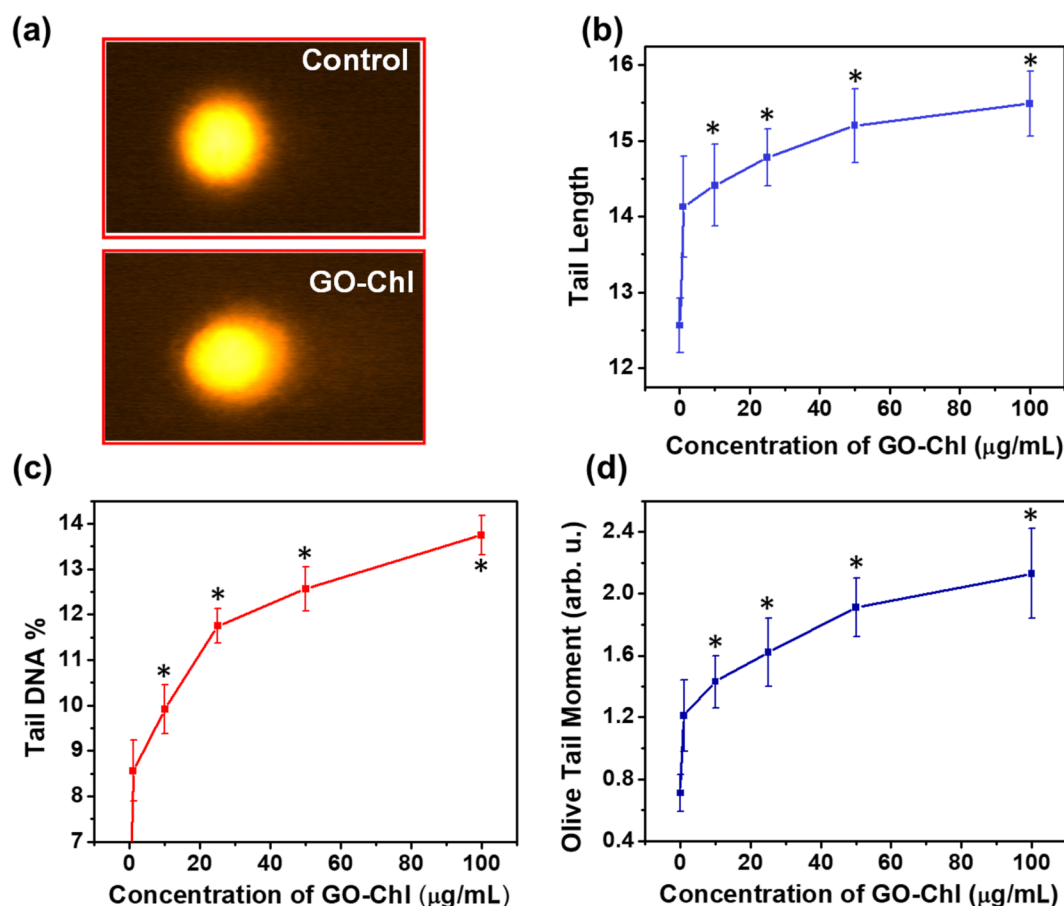 (a)
Control
GO-Chl
(b)
16
15
14
13
12
Tail Length
*
*
*
*
0 20 40 60 80 100
Concentration of GO-Chl (μg/mL)
(c)
14
13
12
11
10
9
8
7
Tail DNA %
*
*
*
*
0 20 40 60 80 100
Concentration of GO-Chl (μg/mL)
(d)
2.4
2.0
1.6
1.2
0.8
0.4
Olive Tail Moment (arb. u.)
*
*
*
*
0 20 40 60 80 100
Concentration of GO-Chl (μg/mL)